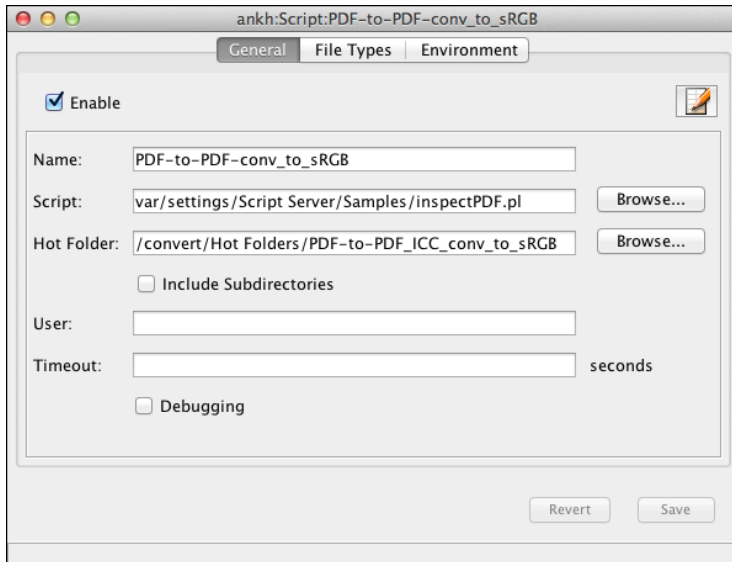 ankh:Script:PDF-to-PDF-conv_to_sRGB
General File Types Environment
Enable
Name: PDF-to-PDF-conv_to_sRGB
Script: var/settings/Script Server/Samples/inspectPDF.pl Browse...
Hot Folder: /convert/Hot Folders/PDF-to-PDF_ICC_conv_to_sRGB Browse...
Include Subdirectories
User:
Timeout: seconds
Debugging
Revert Save